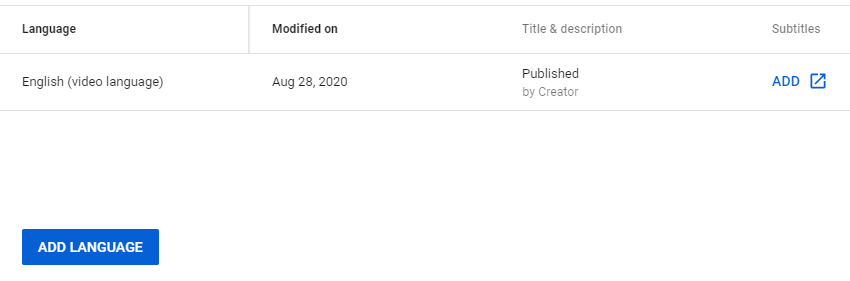 Language Modified on Title & description Subtitles
English (video language) Aug 28, 2020 Published ADD
by Creator
ADD LANGUAGE